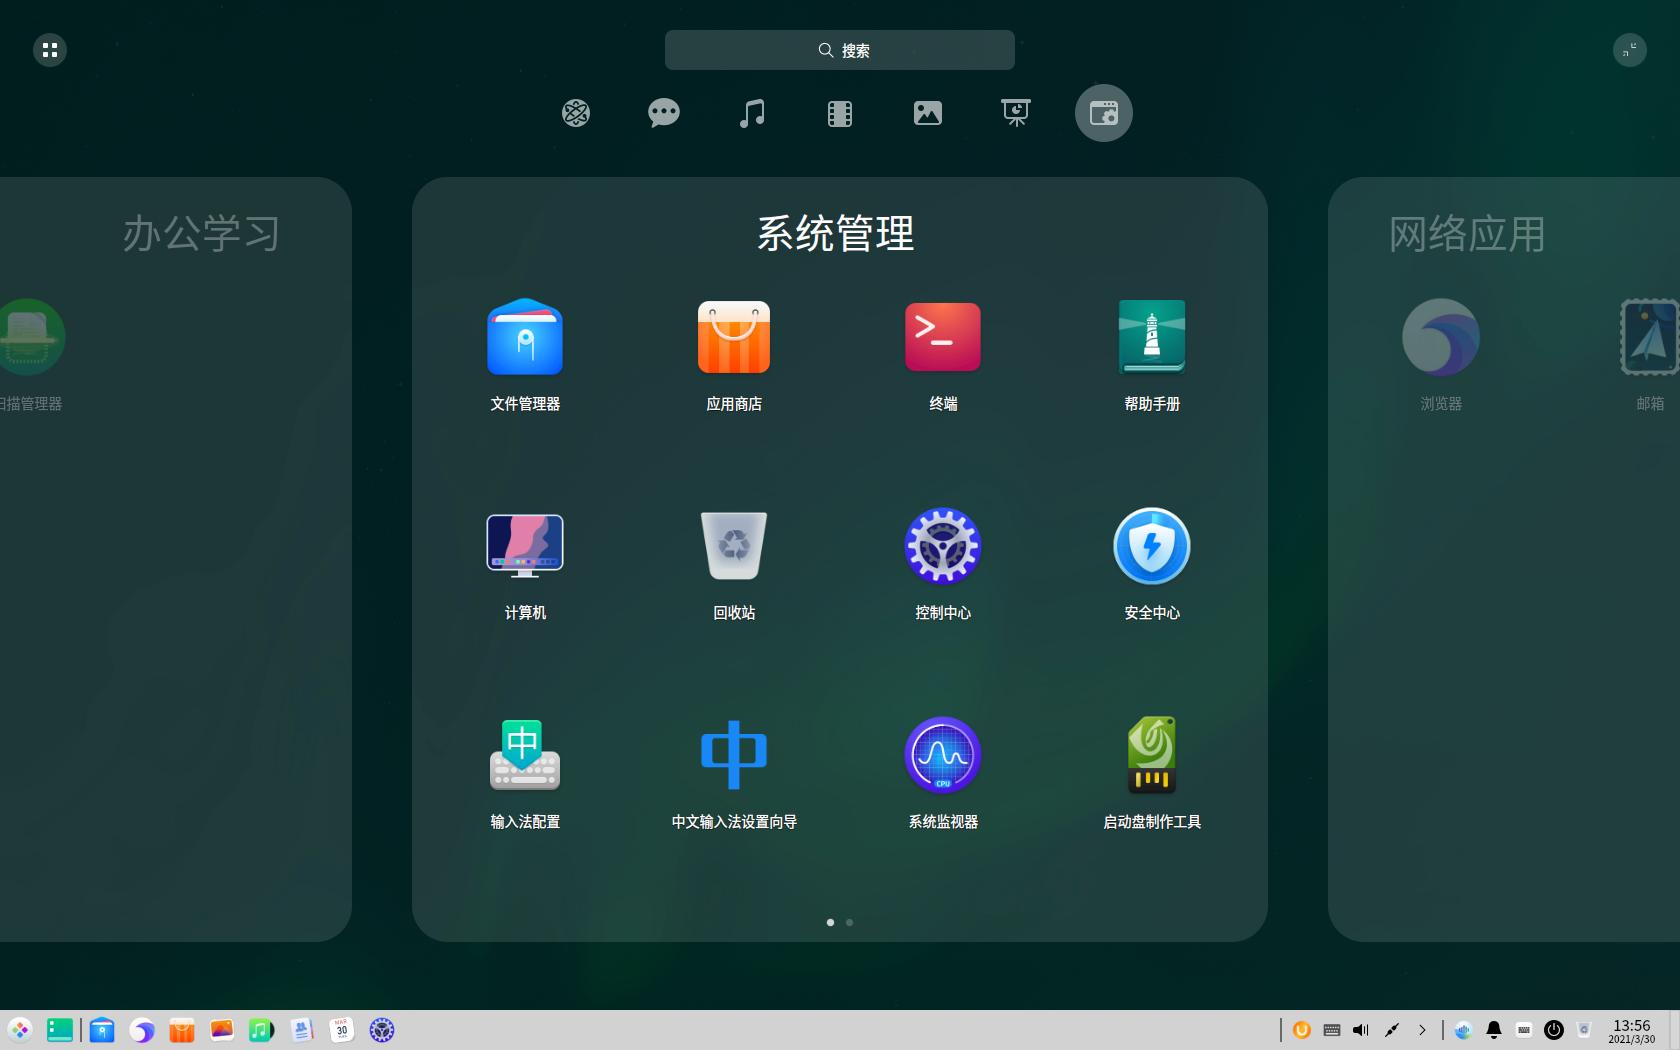 搜索
办公学习
系统管理
网络应用
文件管理器
应用商店
终端
帮助手册
描管理器
浏览器
邮箱
计算机
回收站
控制中心
安全中心
中
CPU
输入法配置
中文输入法设置向导
系统监视器
启动盘制作工具
MAR
30
13:56
2021/3/30